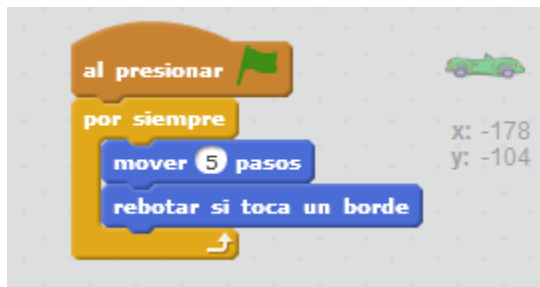 al presionar
por siempre
mover 5 pasos
rebotar si toca un borde
x: -178
y: -104